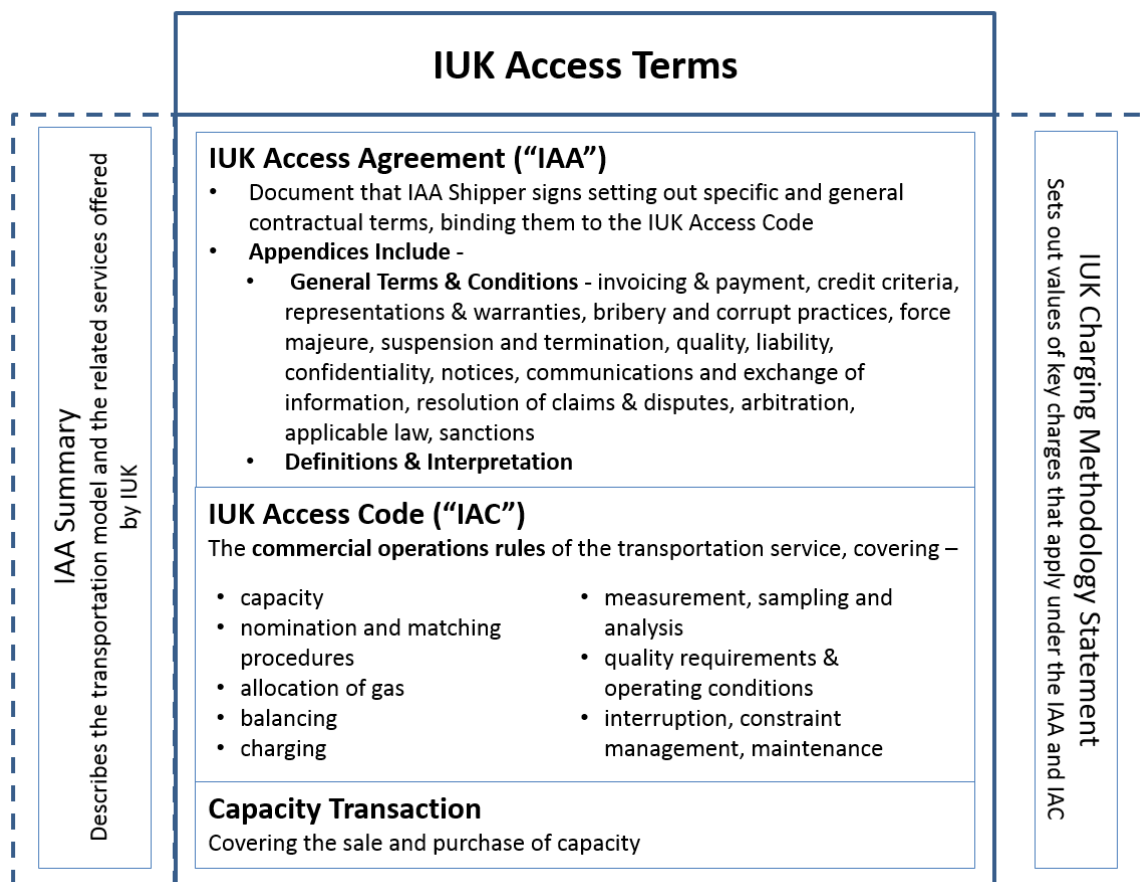 IUK Access Terms
IAA Summary
Describes the transportation model and the related services offered
by IUK
IUK Access Agreement (“IAA”)
• Document that IAA Shipper signs setting out specific and general
contractual terms, binding them to the IUK Access Code
• Appendices Include -
• General Terms & Conditions - invoicing & payment, credit criteria,
representations & warranties, bribery and corrupt practices, force
majeure, suspension and termination, quality, liability,
confidentiality, notices, communications and exchange of
information, resolution of claims & disputes, arbitration,
applicable law, sanctions
• Definitions & Interpretation
IUK Access Code (“IAC”)
The commercial operations rules of the transportation service, covering –
• capacity
• nomination and matching
procedures
• allocation of gas
• balancing
• charging
• measurement, sampling and
analysis
• quality requirements &
operating conditions
• interruption, constraint
management, maintenance
Capacity Transaction
Covering the sale and purchase of capacity
IUK Charging Methodology Statement
Sets out values of key charges that apply under the IAA and IAC